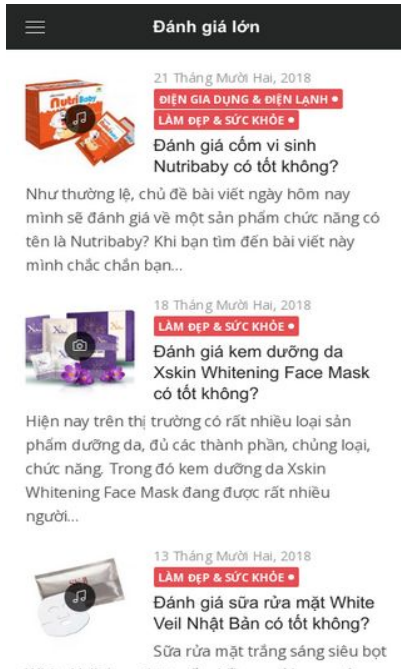 Đánh giá lớn
21 Tháng Mười Hai, 2018
ĐIỆN GIA DỤNG & ĐIỆN LẠNH •
LÀM ĐẸP & SỨC KHỎE •
Đánh giá cốm vi sinh
Nutribaby có tốt không?
Như thường lệ, chủ đề bài viết ngày hôm nay
mình sẽ đánh giá về một sản phẩm chức năng có
tên là Nutribaby? Khi bạn tìm đến bài viết này
mình chắc chắn bạn...
18 Tháng Mười Hai, 2018
LÀM ĐẸP & SỨC KHỎE •
Đánh giá kem dưỡng da
Xskin Whitening Face Mask
có tốt không?
Hiện nay trên thị trường có rất nhiều loại sản
phẩm dưỡng da, đủ các thành phần, chủng loại,
chức năng. Trong đó kem dưỡng da Xskin
Whitening Face Mask đang được rất nhiều
người...
13 Tháng Mười Hai, 2018
LÀM ĐẸP & SỨC KHỎE •
Đánh giá sữa rửa mặt White
Veil Nhật Bản có tốt không?
Sữa rửa mặt trắng sáng siêu bọt